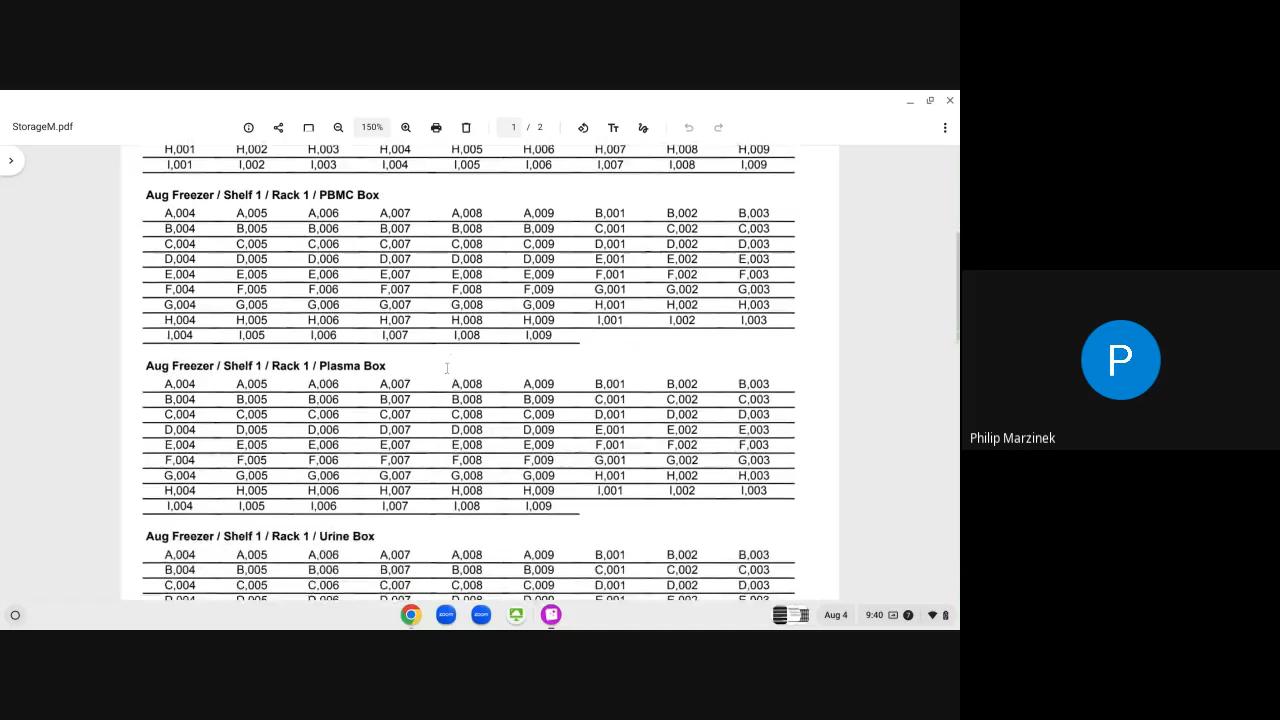 StorageM.pdf
150%
1 / 2
H,001 H,002 H,003 H,004 H,005 H,006 H,007 H,008 H,009
I,001 I,002 I,003 I,004 I,005 I,006 I,007 I,008 I,009
Aug Freezer / Shelf 1 / Rack 1 / PBMC Box
A,004 A,005 A,006 A,007 A,008 A,009 B,001 B,002 B,003
B,004 B,005 B,006 B,007 B,008 B,009 C,001 C,002 C,003
C,004 C,005 C,006 C,007 C,008 C,009 D,001 D,002 D,003
D,004 D,005 D,006 D,007 D,008 D,009 E,001 E,002 E,003
E,004 E,005 E,006 E,007 E,008 E,009 F,001 F,002 F,003
F,004 F,005 F,006 F,007 F,008 F,009 G,001 G,002 G,003
G,004 G,005 G,006 G,007 G,008 G,009 H,001 H,002 H,003
H,004 H,005 H,006 H,007 H,008 H,009 I,001 I,002 I,003
I,004 I,005 I,006 I,007 I,008 I,009
Aug Freezer / Shelf 1 / Rack 1 / Plasma Box
A,004 A,005 A,006 A,007 A,008 A,009 B,001 B,002 B,003
B,004 B,005 B,006 B,007 B,008 B,009 C,001 C,002 C,003
C,004 C,005 C,006 C,007 C,008 C,009 D,001 D,002 D,003
D,004 D,005 D,006 D,007 D,008 D,009 E,001 E,002 E,003
E,004 E,005 E,006 E,007 E,008 E,009 F,001 F,002 F,003
F,004 F,005 F,006 F,007 F,008 F,009 G,001 G,002 G,003
G,004 G,005 G,006 G,007 G,008 G,009 H,001 H,002 H,003
H,004 H,005 H,006 H,007 H,008 H,009 I,001 I,002 I,003
I,004 I,005 I,006 I,007 I,008 I,009
Aug Freezer / Shelf 1 / Rack 1 / Urine Box
A,004 A,005 A,006 A,007 A,008 A,009 B,001 B,002 B,003
B,004 B,005 B,006 B,007 B,008 B,009 C,001 C,002 C,003
C,004 C,005 C,006 C,007 C,008 C,009 D,001 D,002 D,003
D,004 D,005 D,006 D,007 D,008 D,009 E,001 E,002 E,003
zoom zoom
Aug 4 9:40 7
P
Philip Marzinek